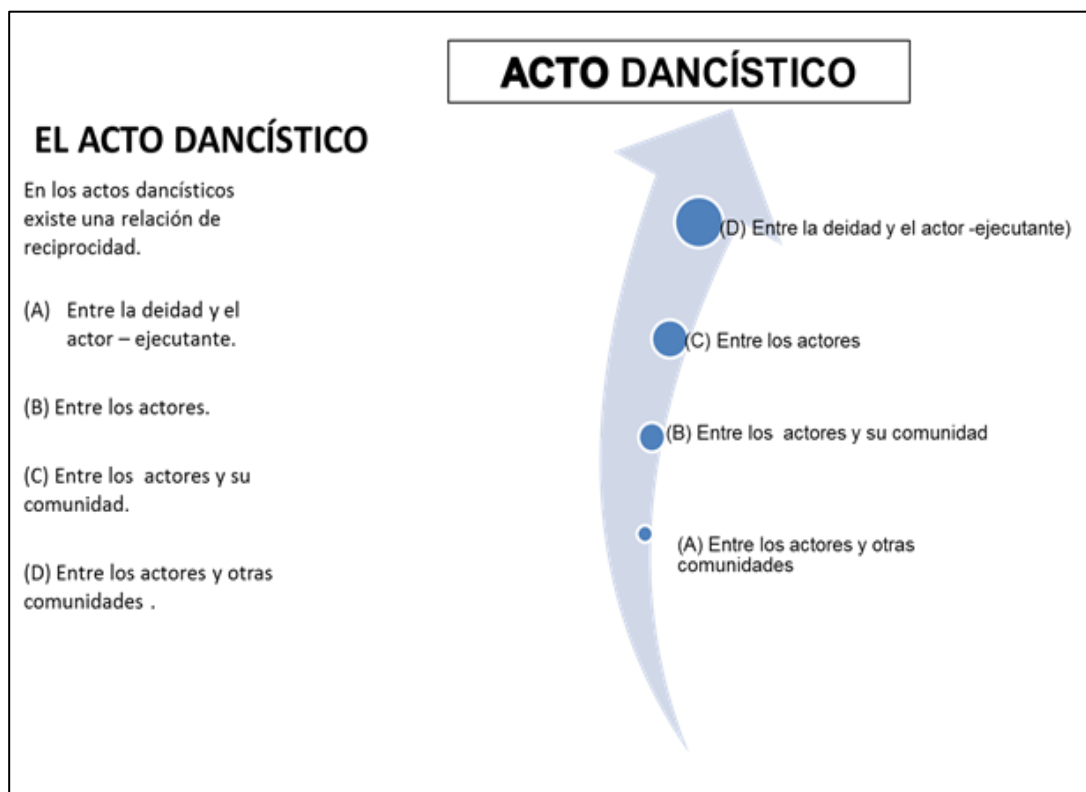 ACTO DANCÍSTICO
EL ACTO DANCÍSTICO
En los actos dancísticos
existe una relación de
reciprocidad.
(A) Entre la deidad y el
actor – ejecutante.
(B) Entre los actores.
(C) Entre los actores y su
comunidad.
(D) Entre los actores y otras
comunidades .
(D) Entre la deidad y el actor -ejecutante)
(C) Entre los actores
(B) Entre los actores y su comunidad
(A) Entre los actores y otras
comunidades